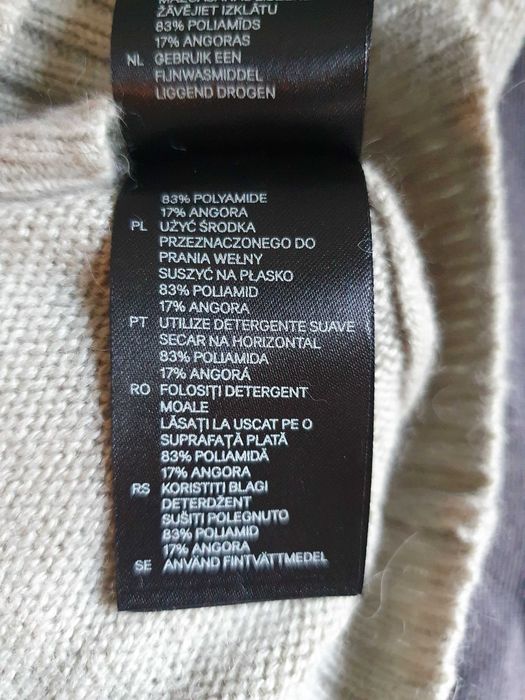 ŽĀVĒJIET IZKLĀTU
83% POLIAMĪDS
17% ANGORAS
NL GEBRUIK EEN
FIJNWASMIDDEL
LIGGEND DROGEN
83% POLYAMIDE
17% ANGORA
PL UŻYĆ ŚRODKA
PRZEZNACZONEGO DO
PRANIA WEŁNY
SUSZYĆ NA PŁASKO
83% POLIAMID
17% ANGORA
PT UTILIZE DETERGENTE SUAVE
SECAR NA HORIZONTAL
83% POLIAMIDA
17% ANGORÁ
RO FOLOSIȚI DETERGENT
MOALE
LĂSAȚI LA USCAT PE O
SUPRAFAȚĂ PLATĂ
83% POLIAMIDĂ
17% ANGORA
RS KORISTITI BLAGI
DETERDŽENT
SUŠITI POLEGNUTO
83% POLIAMID
17% ANGORA
SE ANVÄND FINTVÄTTMEDEL